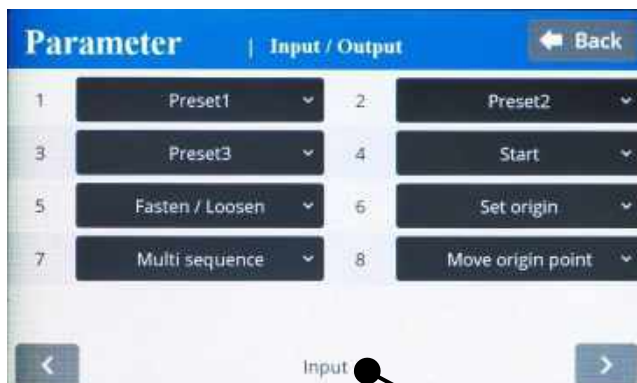 Parameter | Input / Output Back
1 Preset1 2 Preset2
3 Preset3 4 Start
5 Fasten / Loosen 6 Set origin
7 Multi sequence 8 Move origin point
Input